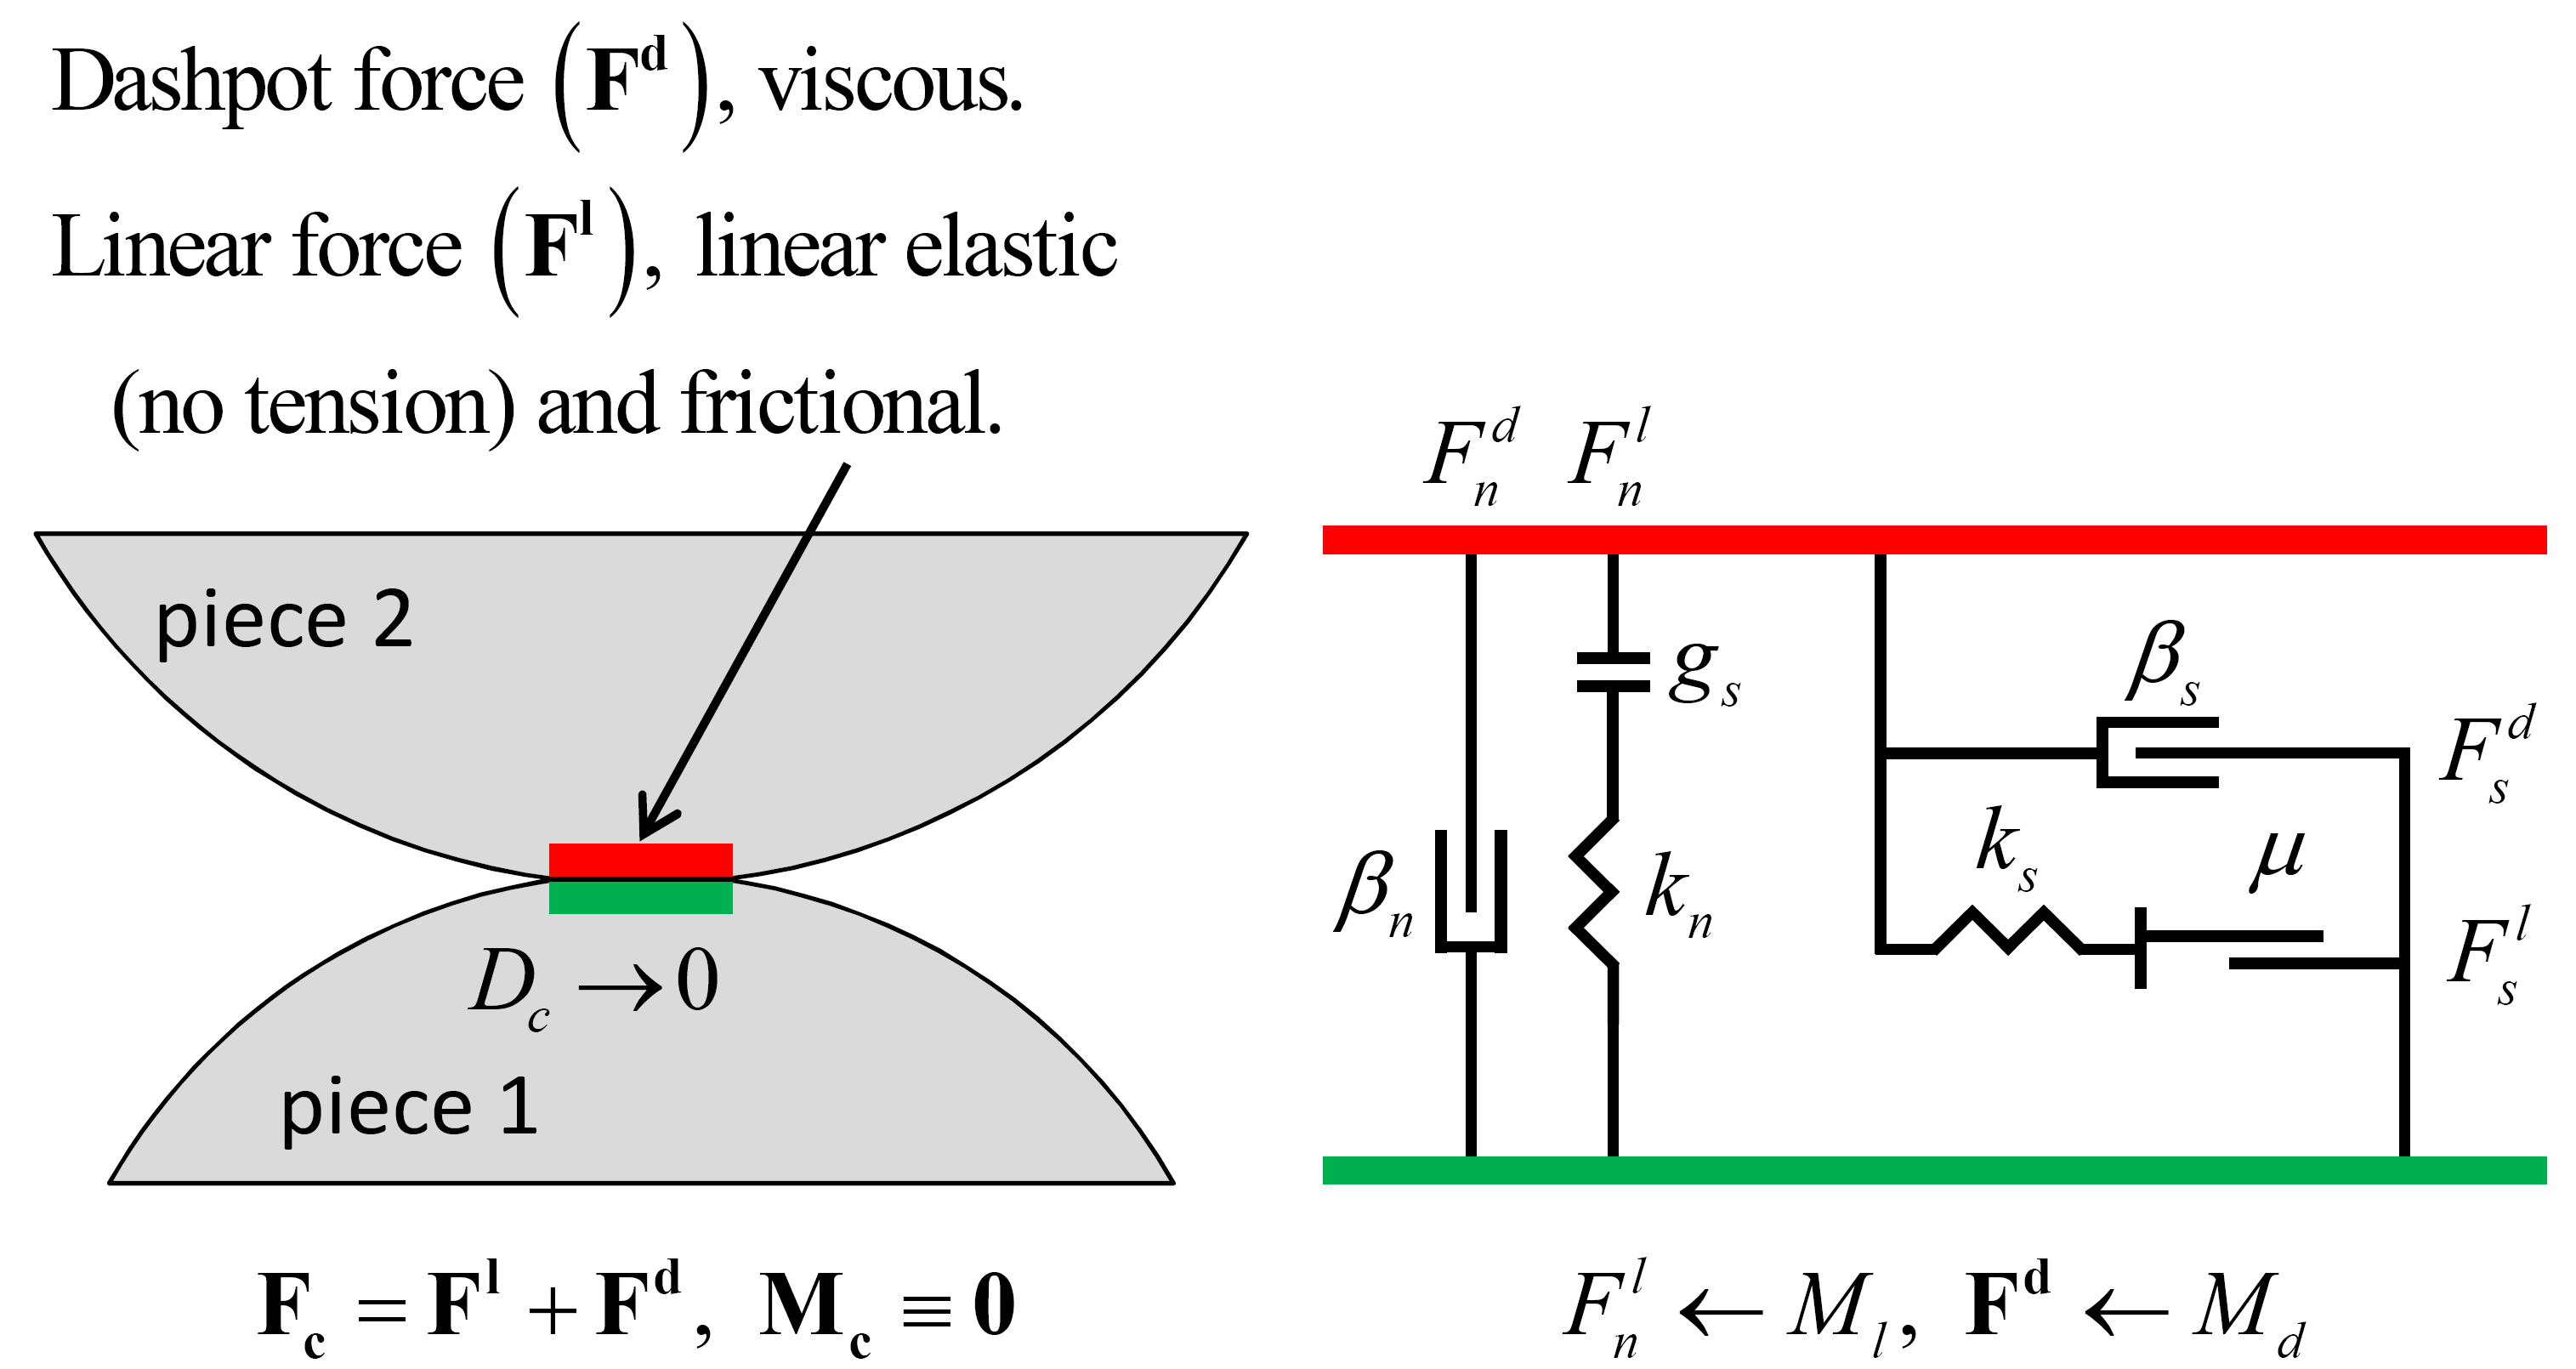 Dashpot force (F^d), viscous.
Linear force (F^l), linear elastic
(no tension) and frictional.
piece 2
D_c → 0
piece 1
F_c = F^l + F^d, M_c ≡ 0
F_n^d F_n^l
g_s
β_s
F_s^d
β_n
k_n
k_s
μ
F_s^l
F_n^l ← M_l, F^d ← M_d